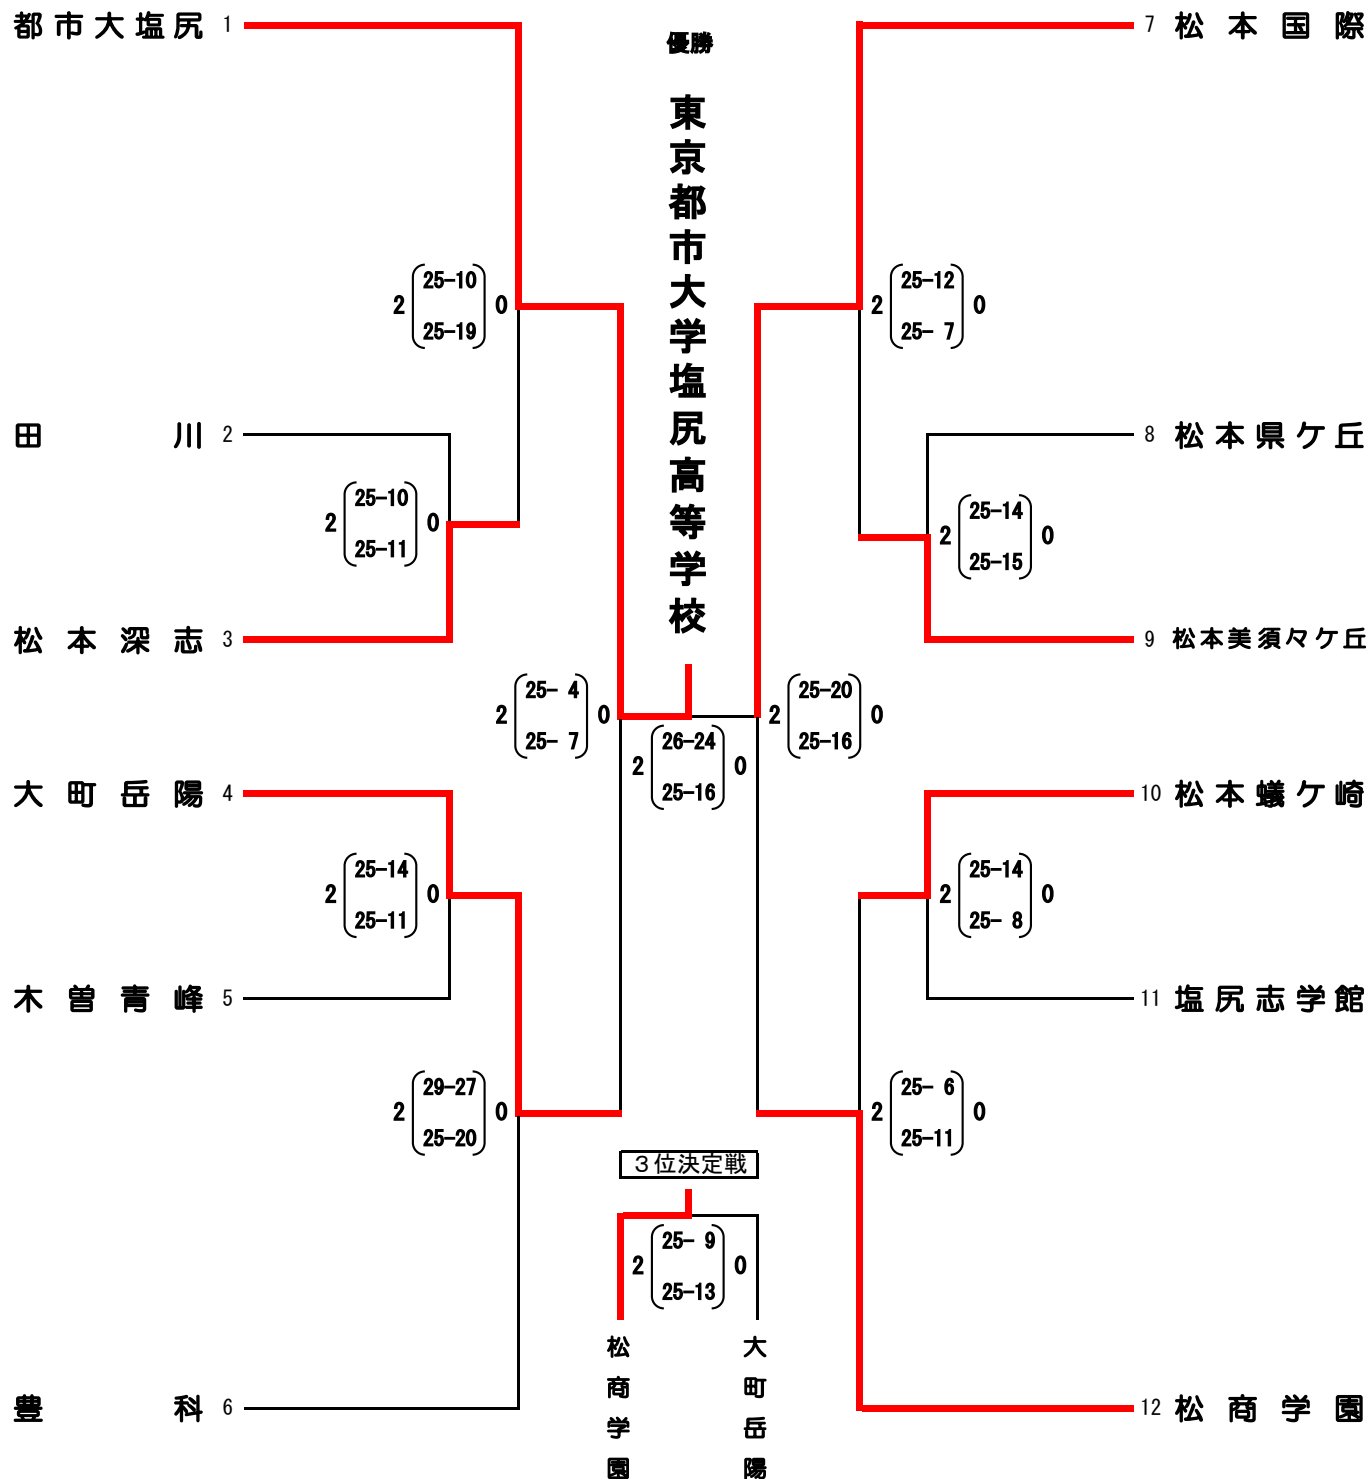 優勝
東京都市大学塩尻高等学校
都市大塩尻 1
2 25-10 0
25-19
田川 2
2 25-10 0
25-11
松本深志 3
2 25- 4 0
25- 7
大町岳陽 4
2 25-14 0
25-11
木曽青峰 5
2 29-27 0
25-20
豊科 6
2 26-24 0
25-16
7 松本国際
2 25-12 0
25- 7
8 松本県ケ丘
2 25-14 0
25-15
9 松本美須々ケ丘
2 25-20 0
25-16
10 松本蟻ケ崎
2 25-14 0
25- 8
11 塩尻志学館
2 25- 6 0
25-11
12 松商学園
３位決定戦
2 25- 9 0
25-13
松商学園
大町岳陽